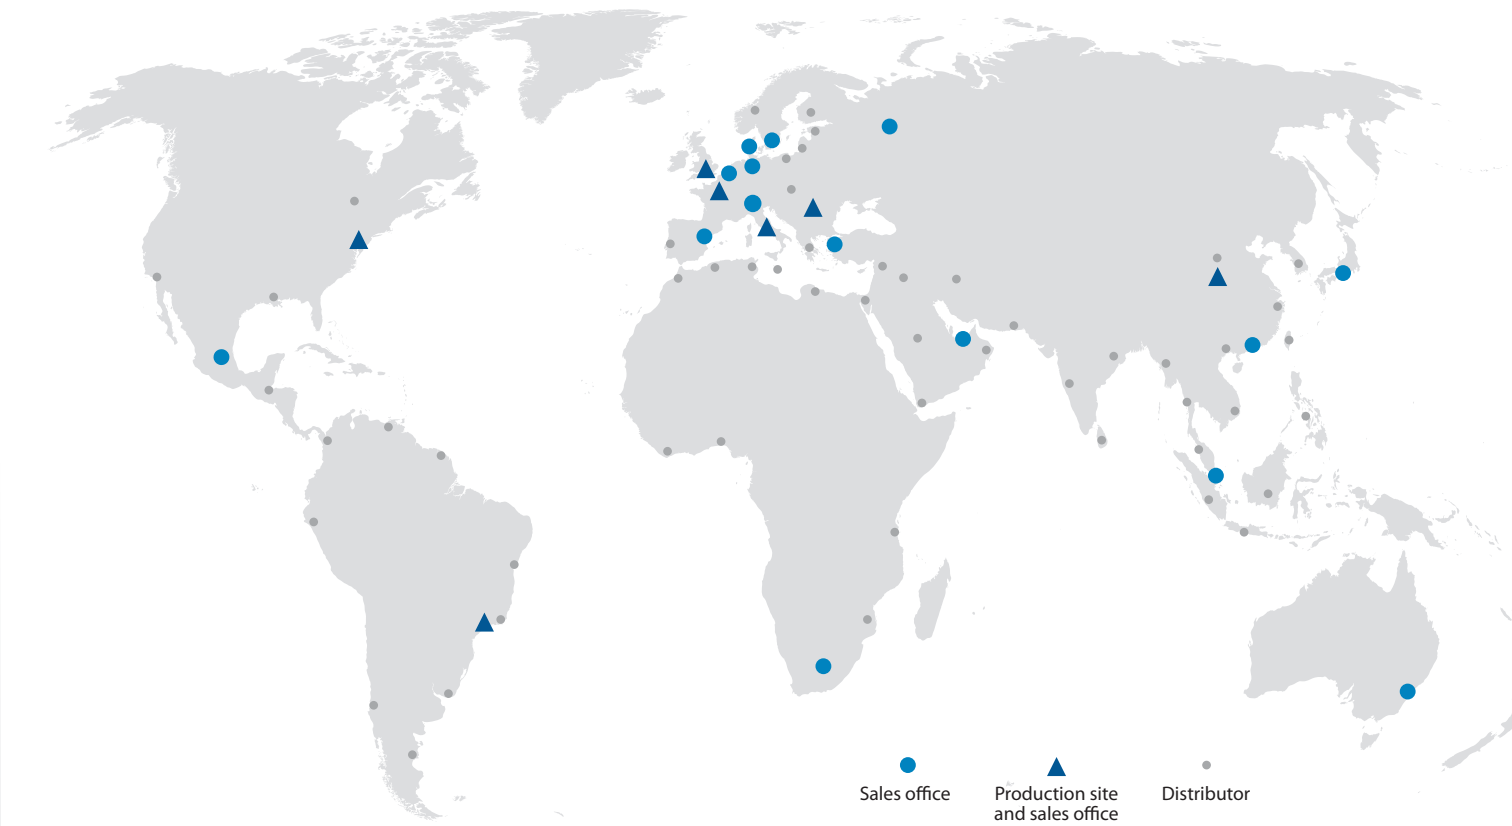 Sales office
Production site
and sales office
Distributor